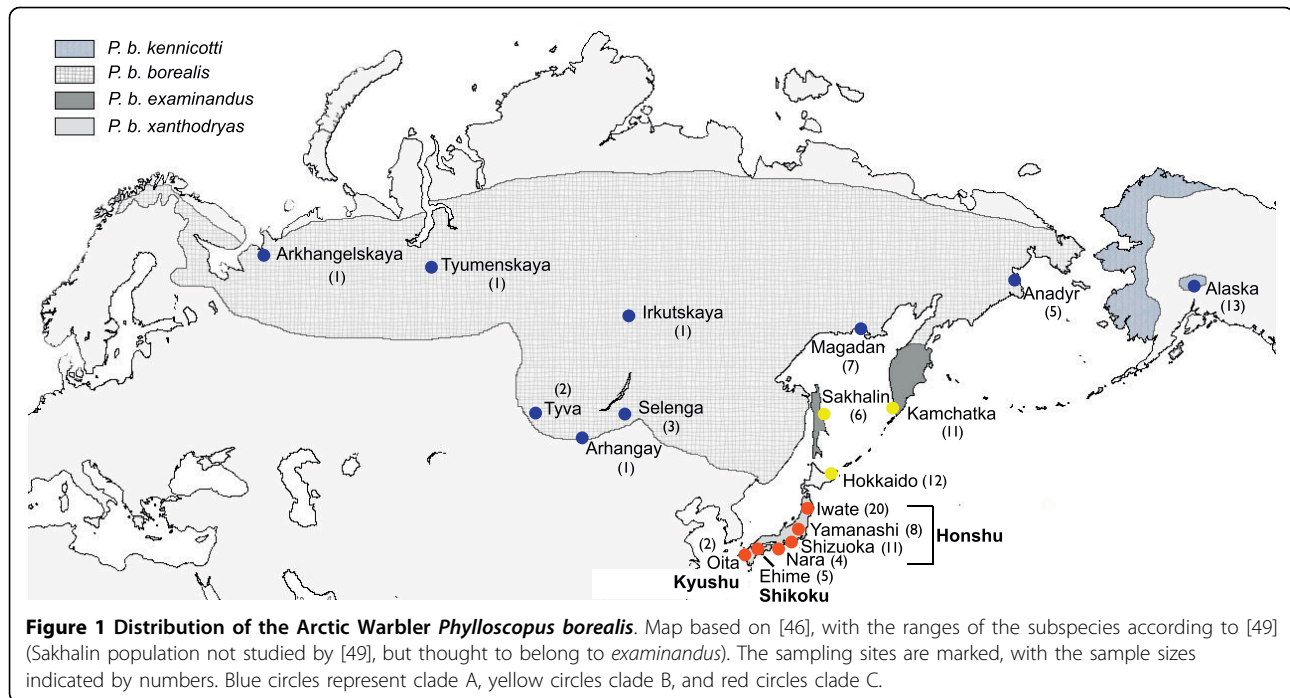 P. b. kennicotti
P. b. borealis
P. b. examinandus
P. b. xanthodryas
Arkhangelskaya
(1)
Tyumenskaya
(1)
Irkutskaya
(1)
Anadyr
(5)
Alaska
(13)
Magadan
(7)
(2)
Tyva
Selenga
(3)
Arhangay
(1)
Sakhalin
(6)
Kamchatka
(11)
Hokkaido (12)
Iwate (20)
Yamanashi (8)
Honshu
Shizuoka (11)
(2)
Oita
Nara (4)
Kyushu
Ehime (5)
Shikoku
Figure 1 Distribution of the Arctic Warbler Phylloscopus borealis. Map based on [46], with the ranges of the subspecies according to [49]
(Sakhalin population not studied by [49], but thought to belong to examinandus). The sampling sites are marked, with the sample sizes
indicated by numbers. Blue circles represent clade A, yellow circles clade B, and red circles clade C.